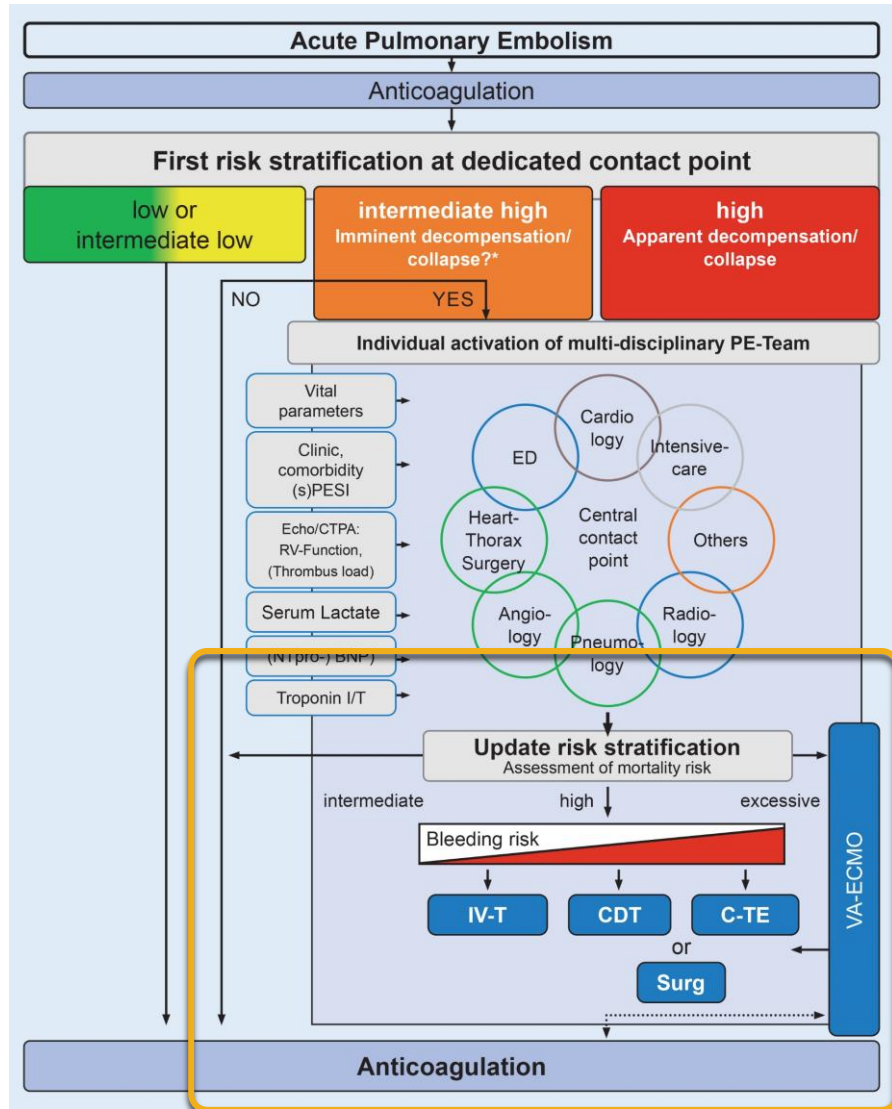 Acute Pulmonary Embolism
Anticoagulation
First risk stratification at dedicated contact point
low or
intermediate low
intermediate high
Imminent decompensation/
collapse?*
high
Apparent decompensation/
collapse
NO
YES
Individual activation of multi-disciplinary PE-Team
Vital
parameters
Clinic,
comorbidity
(s)PESI
Echo/CTPA:
RV-Function,
(Thrombus load)
Serum Lactate
(NTpro-) BNP)
Troponin I/T
Cardio
logy
ED
Intensive-
care
Heart-
Thorax
Surgery
Central
contact
point
Others
Angio-
logy
Radio-
logy
Pneumo-
logy
Update risk stratification
Assessment of mortality risk
intermediate
high
excessive
Bleeding risk
IV-T
CDT
C-TE
or
Surg
VA-ECMO
Anticoagulation